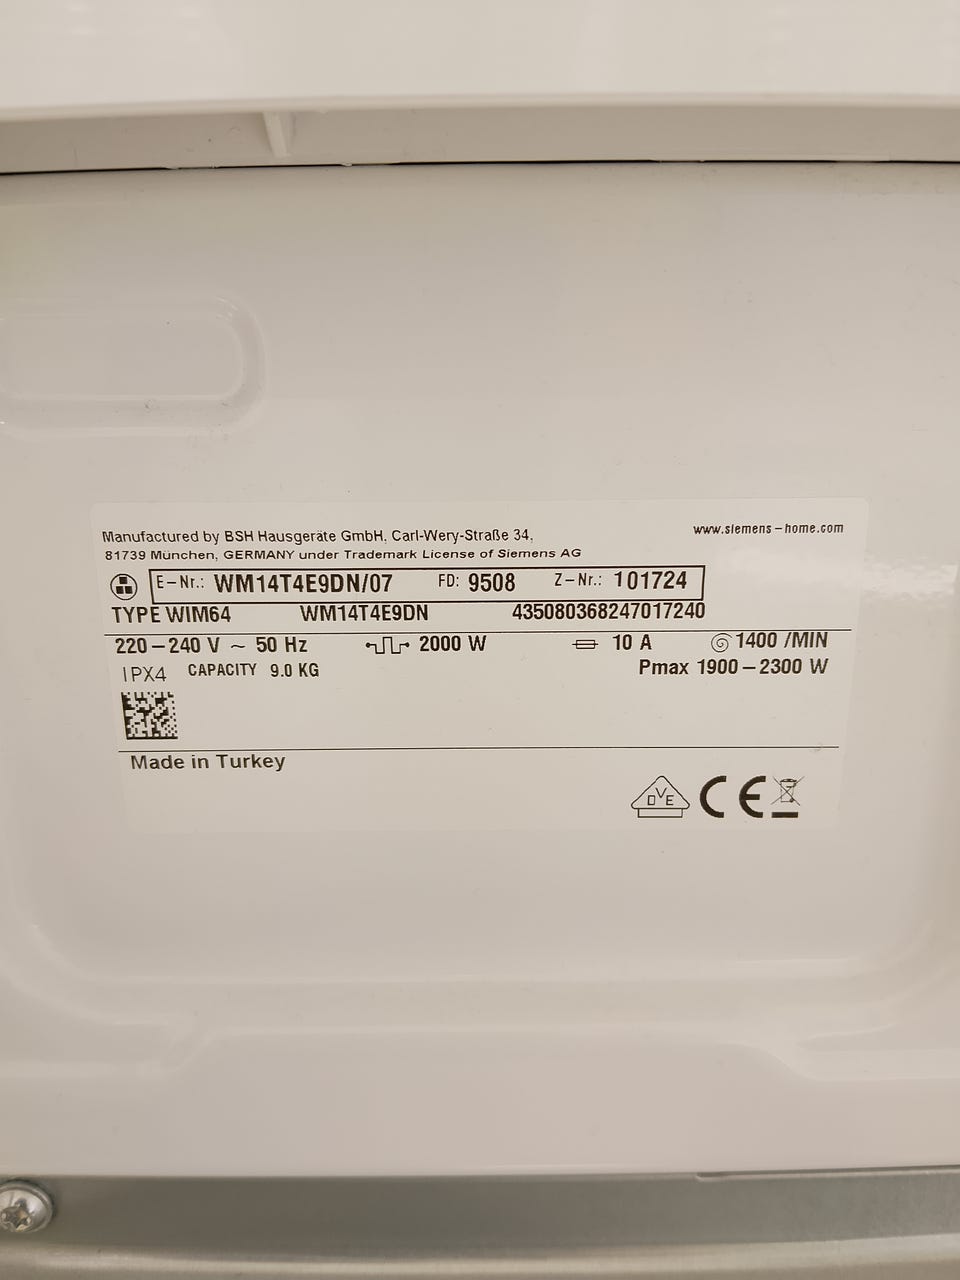 Manufactured by BSH Hausgeräte GmbH, Carl-Wery-Straße 34,
www.siemens-home.com
81739 München, GERMANY under Trademark License of Siemens AG
E-Nr.: WM14T4E9DN/07 FD: 9508 Z-Nr.: 101724
TYPE WIM64 WM14T4E9DN 435080368247017240
220-240 V ~ 50 Hz 2000 W 10 A 1400 /MIN
IPX4 CAPACITY 9.0 KG Pmax 1900-2300 W
Made in Turkey
DVE CE